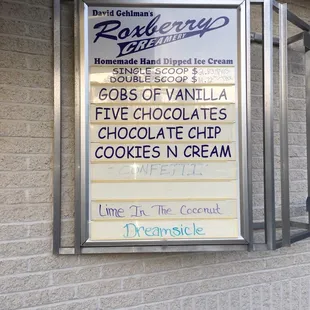 David Gehlman's
Roxberry
CREAMERY
Homemade Hand Dipped Ice Cream
SINGLE SCOOP $
DOUBLE SCOOP $
GOBS OF VANILLA
FIVE CHOCOLATES
CHOCOLATE CHIP
COOKIES N CREAM
CONFETTI
Lime In The Coconut
Dreamsicle